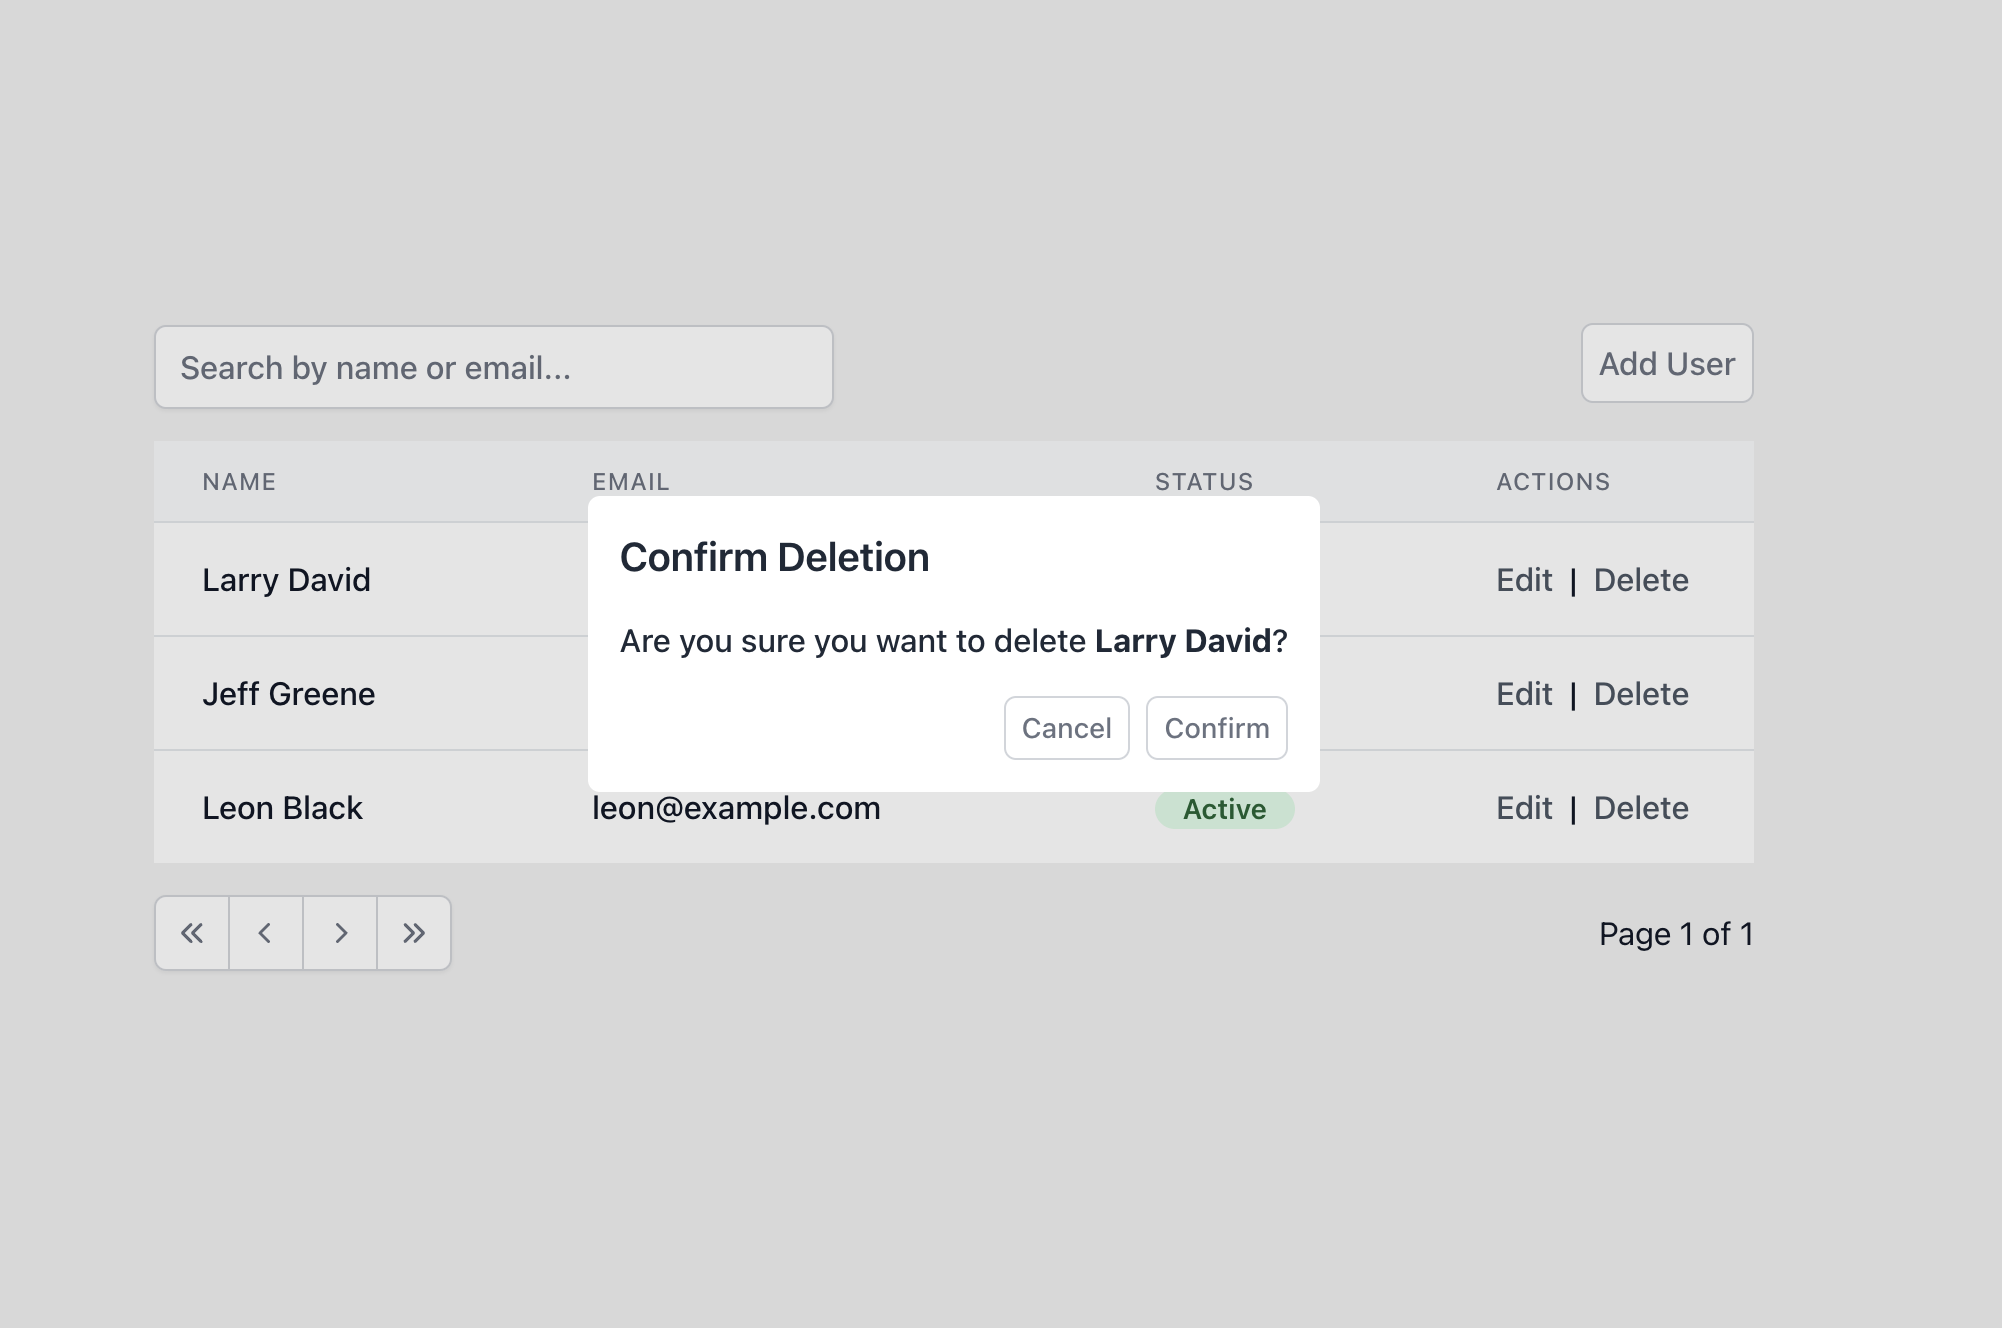 Search by name or email...
Add User
NAME EMAIL STATUS ACTIONS
Confirm Deletion
Larry David Edit | Delete
Are you sure you want to delete Larry David?
Jeff Greene Edit | Delete
Cancel Confirm
Leon Black leon@example.com Active Edit | Delete
Page 1 of 1